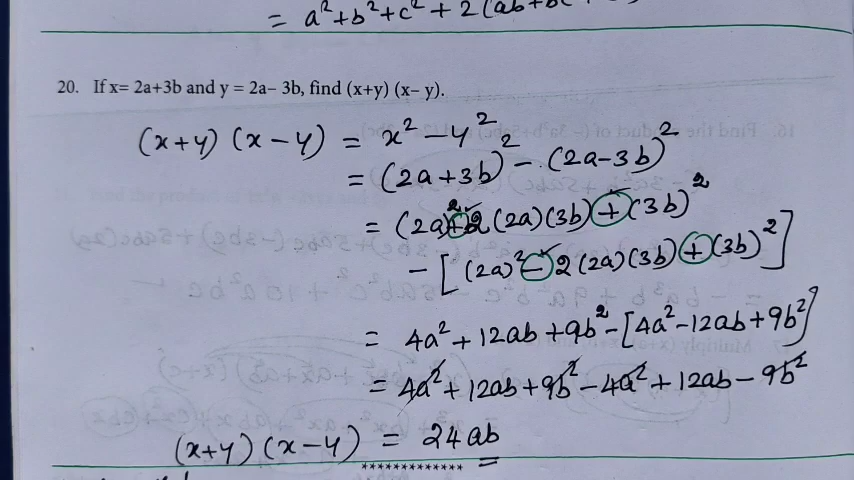 = a² + b² + c² + 2 (ab + b
20. If x= 2a+3b and y = 2a– 3b, find (x+y) (x– y).
(x+y) (x-y) = x² - y²
= (2a+3b)² - (2a-3b)²
= (2a)² + 2 (2a)(3b) + (3b)²
- [(2a)² - 2 (2a)(3b) + (3b)²]
= 4a² + 12ab + 9b² - [4a² - 12ab + 9b²]
= 4a² + 12ab + 9b² - 4a² + 12ab - 9b²
(x+y) (x-y) = 24ab
*************